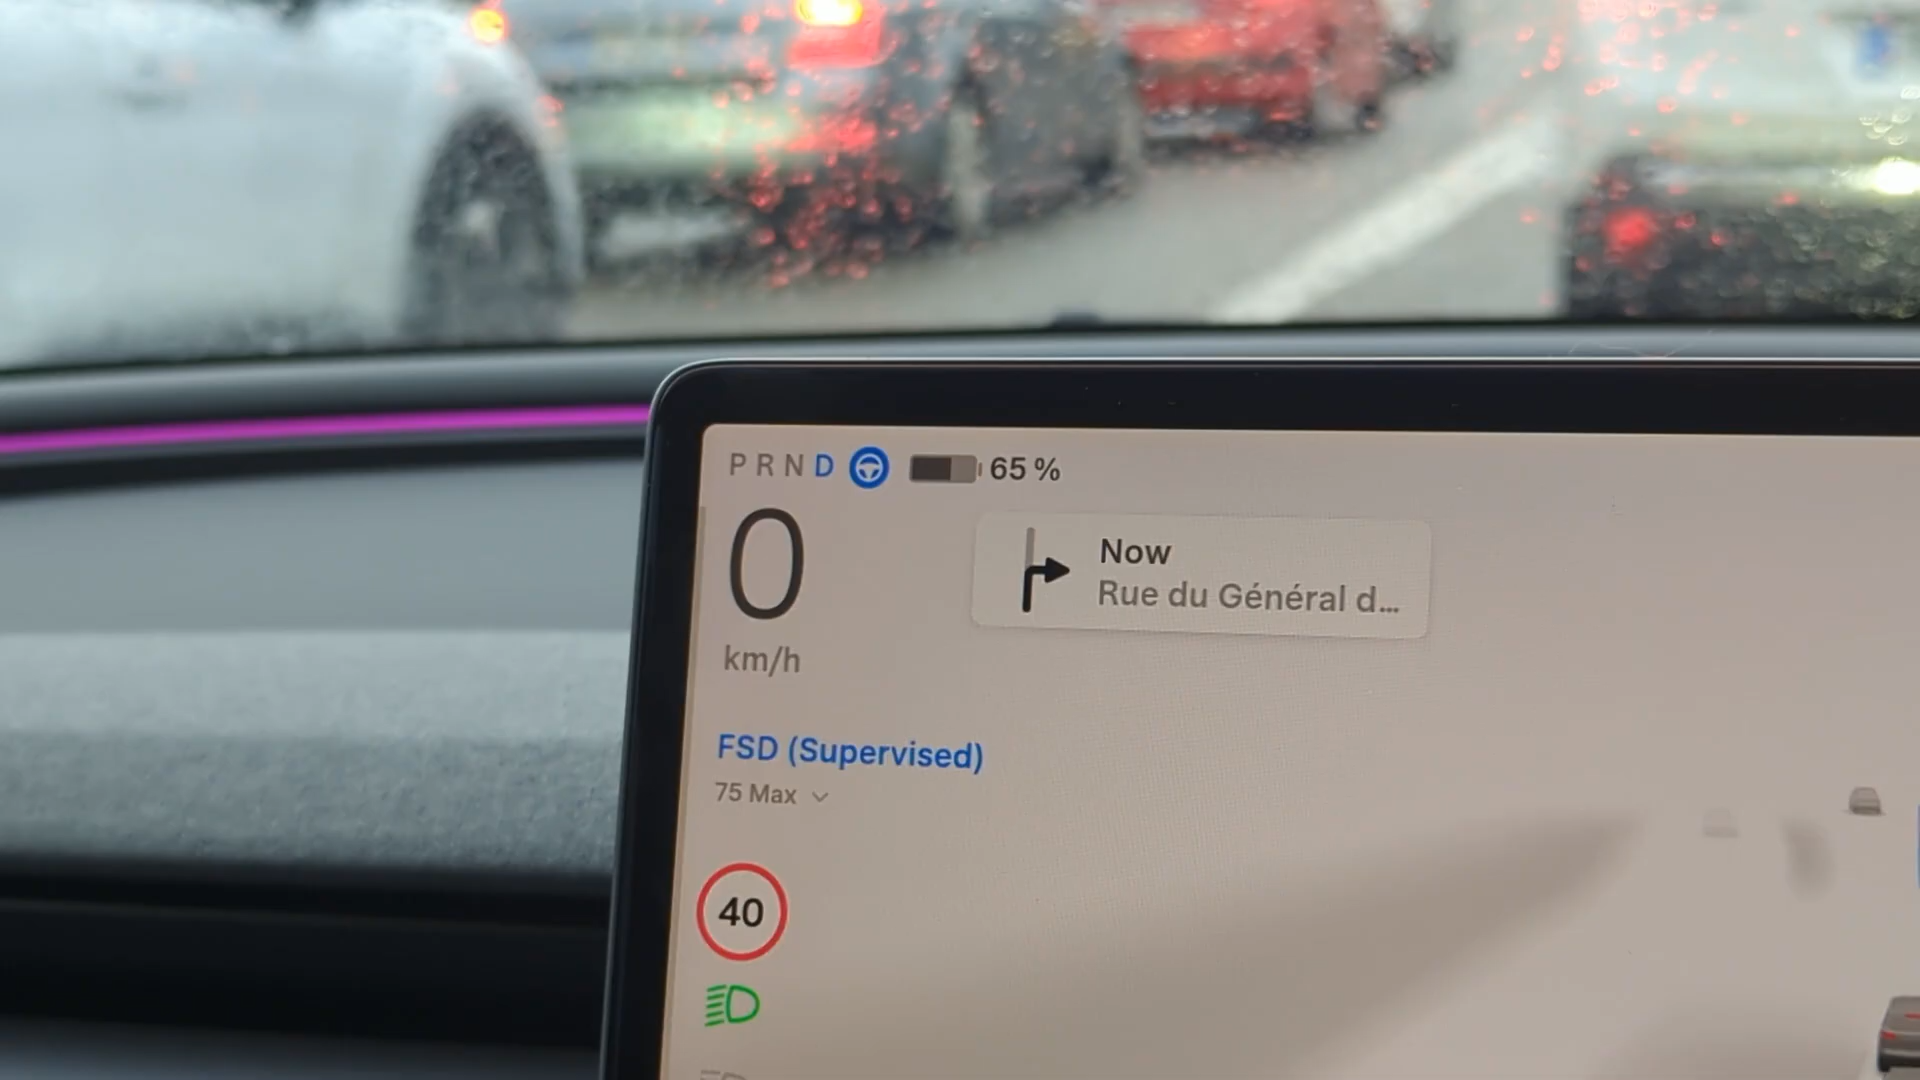 P R N D 65 %
0
km/h
Now
Rue du Général d...
FSD (Supervised)
75 Max
40